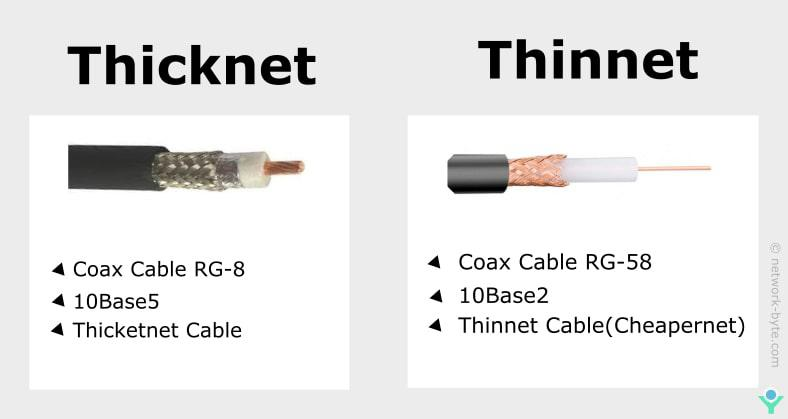 Thicknet
Coax Cable RG-8
10Base5
Thicketnet Cable
Thinnet
Coax Cable RG-58
10Base2
Thinnet Cable(Cheapernet)
© network-byte.com